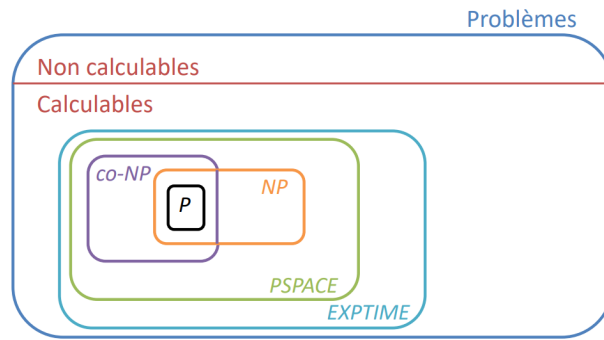 Problèmes
Non calculables
Calculables
co-NP
NP
P
PSPACE
EXPTIME